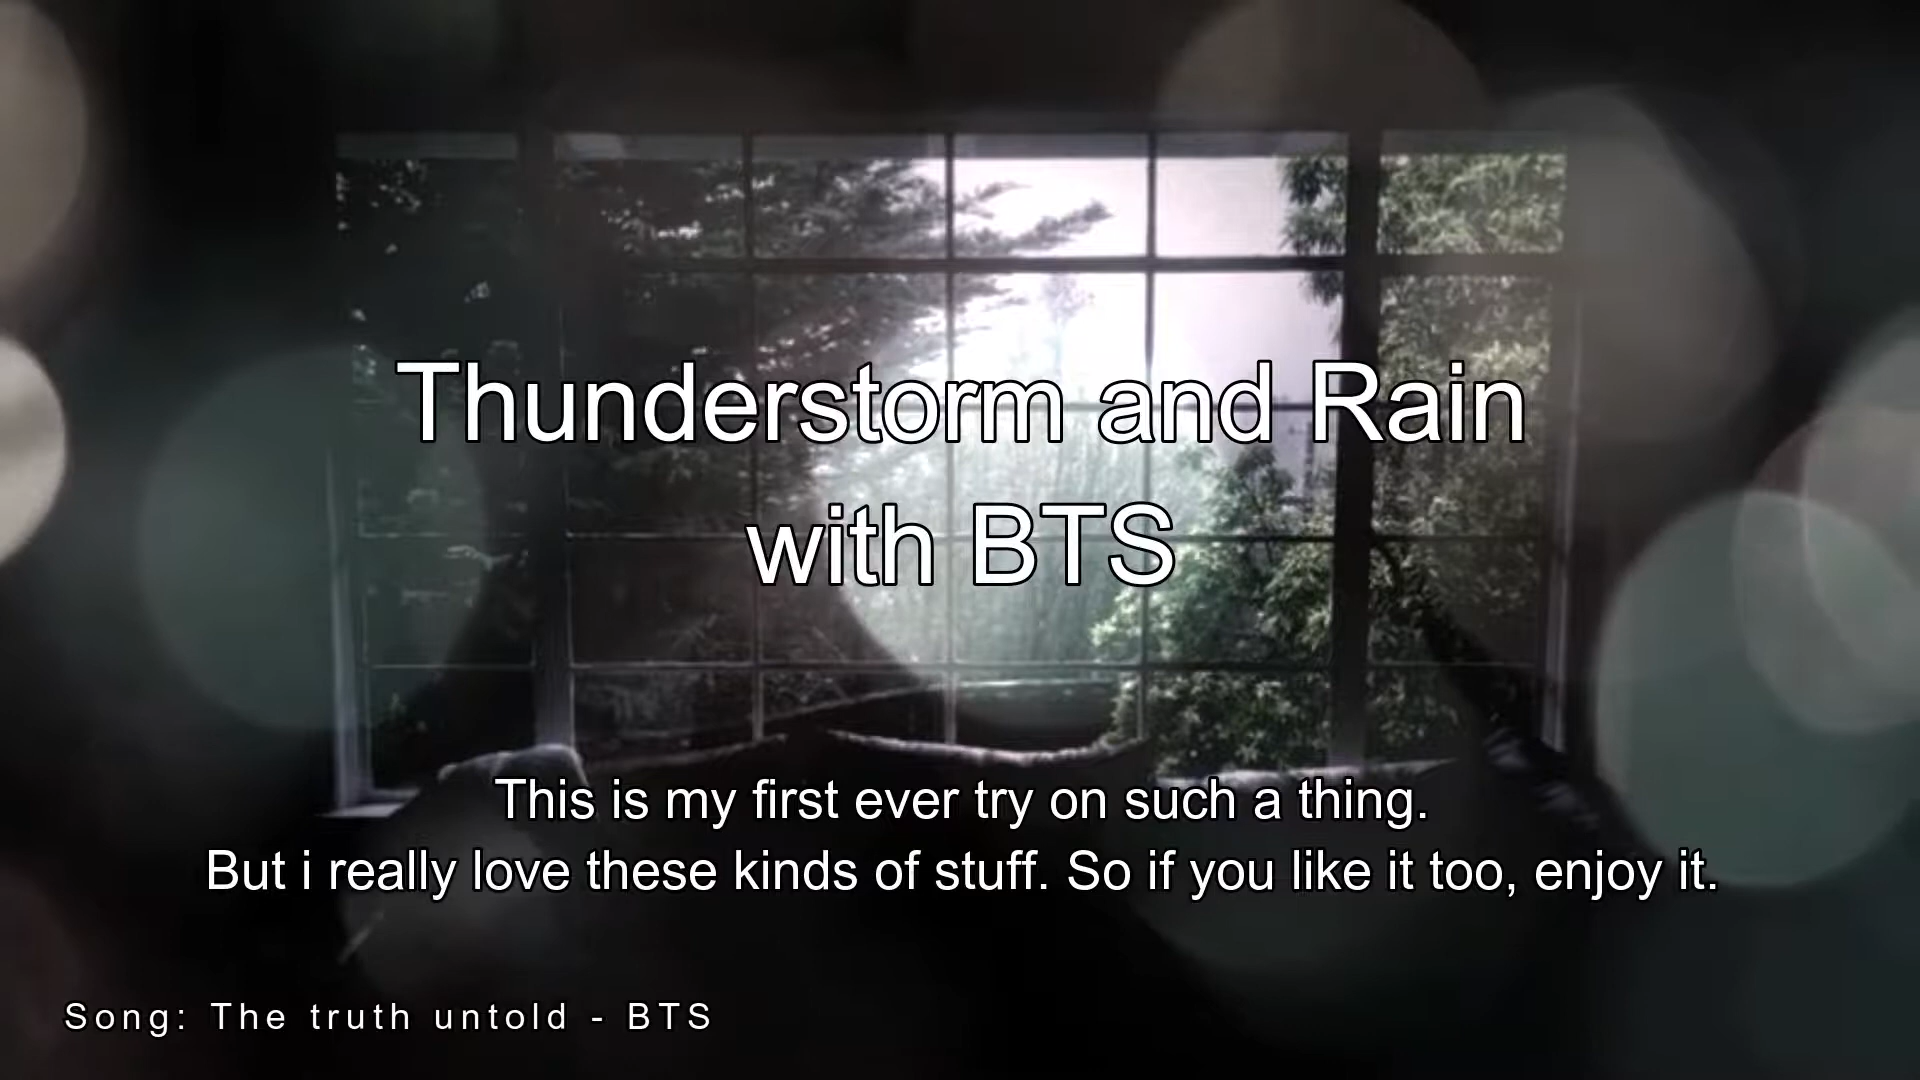 Thunderstorm and Rain
with BTS
This is my first ever try on such a thing.
But i really love these kinds of stuff. So if you like it too, enjoy it.
Song: The truth untold - BTS